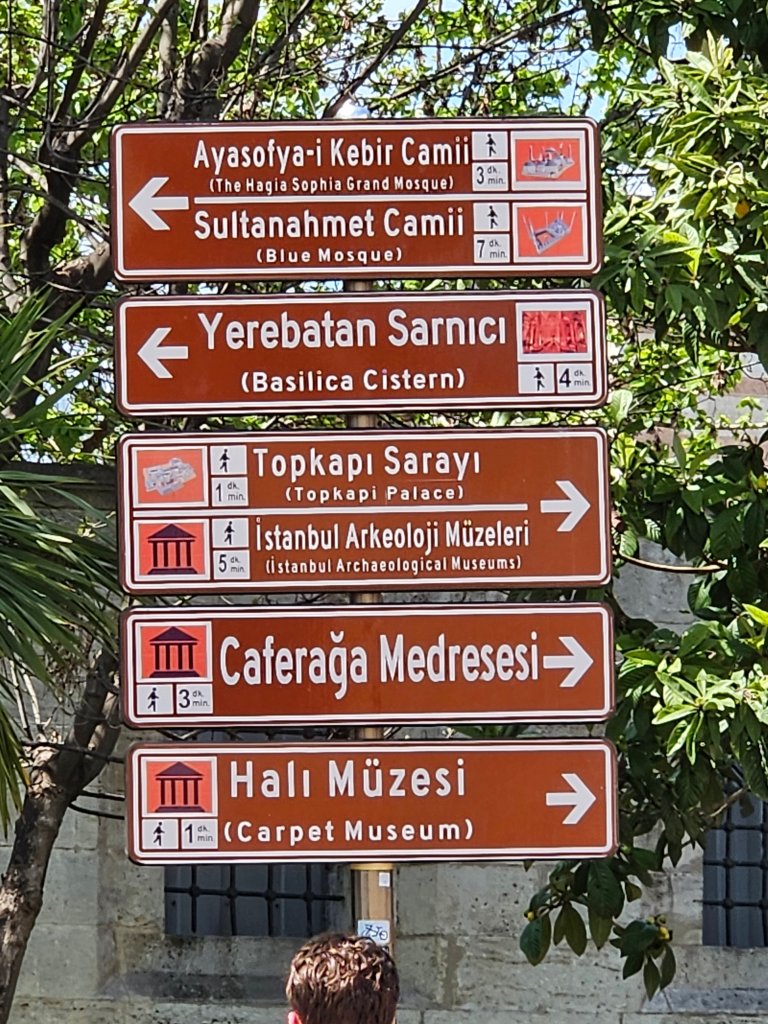 Ayasofya-i Kebir Camii
(The Hagia Sophia Grand Mosque)
3 dk. min.
Sultanahmet Camii
(Blue Mosque)
7 dk. min.
Yerebatan Sarnıcı
(Basilica Cistern)
4 dk. min.
1 dk. min.
Topkapı Sarayı
(Topkapi Palace)
5 dk. min.
İstanbul Arkeoloji Müzeleri
(İstanbul Archaeological Museums)
Caferağa Medresesi
3 dk. min.
Halı Müzesi
1 dk. min.
(Carpet Museum)